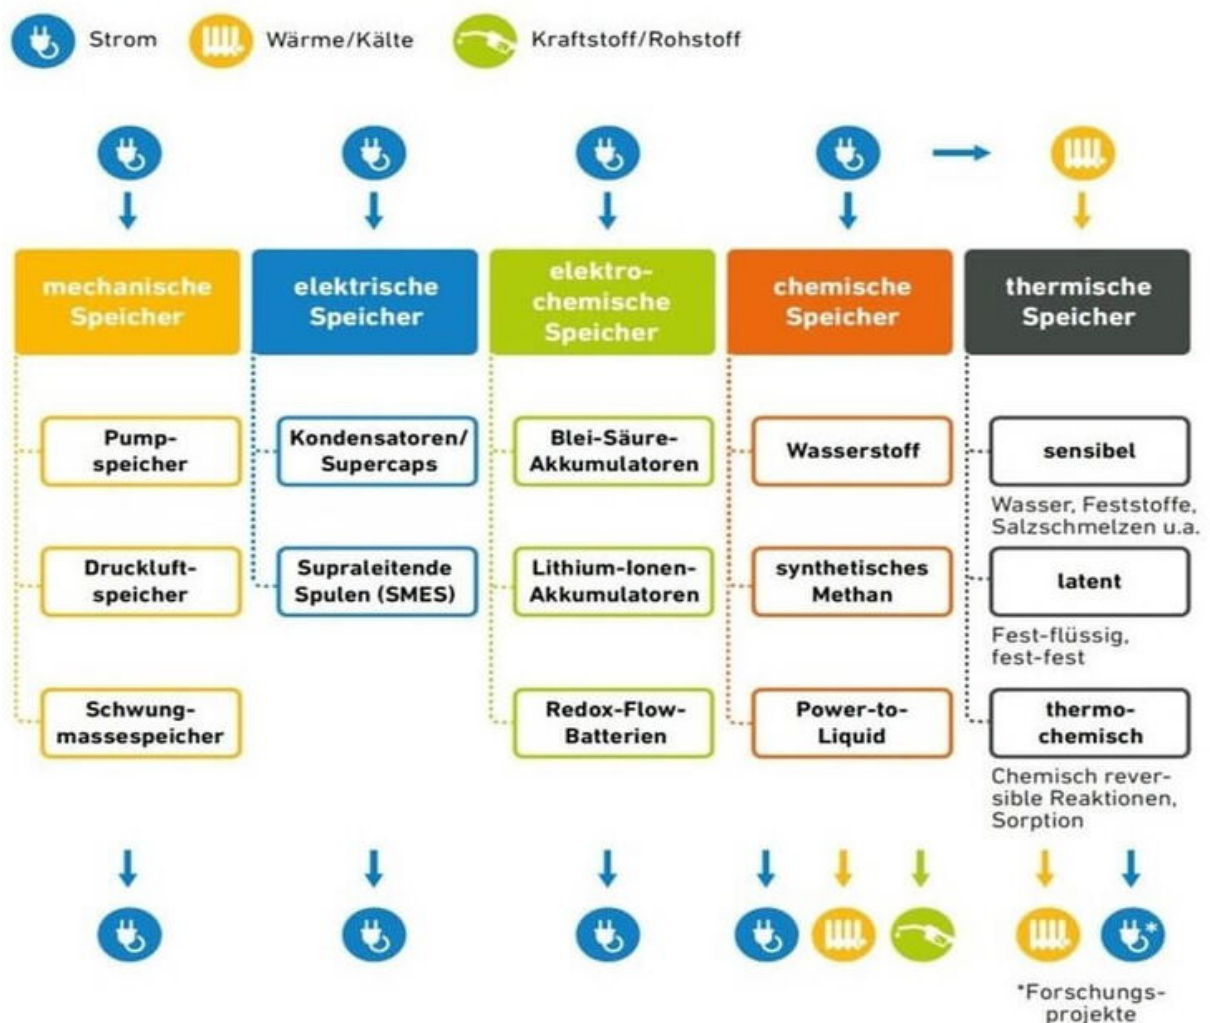 Strom
Wärme/Kälte
Kraftstoff/Rohstoff
mechanische
Speicher
elektrische
Speicher
elektro-
chemische
Speicher
chemische
Speicher
thermische
Speicher
Pump-
speicher
Kondensatoren/
Supercaps
Blei-Säure-
Akkumulatoren
Wasserstoff
sensibel
Wasser, Feststoffe,
Salzschmelzen u.a.
Druckluft-
speicher
Supraleitende
Spulen (SMES)
Lithium-Ionen-
Akkumulatoren
synthetisches
Methan
latent
Fest-flüssig,
fest-fest
Schwung-
massespeicher
Redox-Flow-
Batterien
Power-to-
Liquid
thermo-
chemisch
Chemisch rever-
sible Reaktionen,
Sorption
*
*Forschungs-
projekte